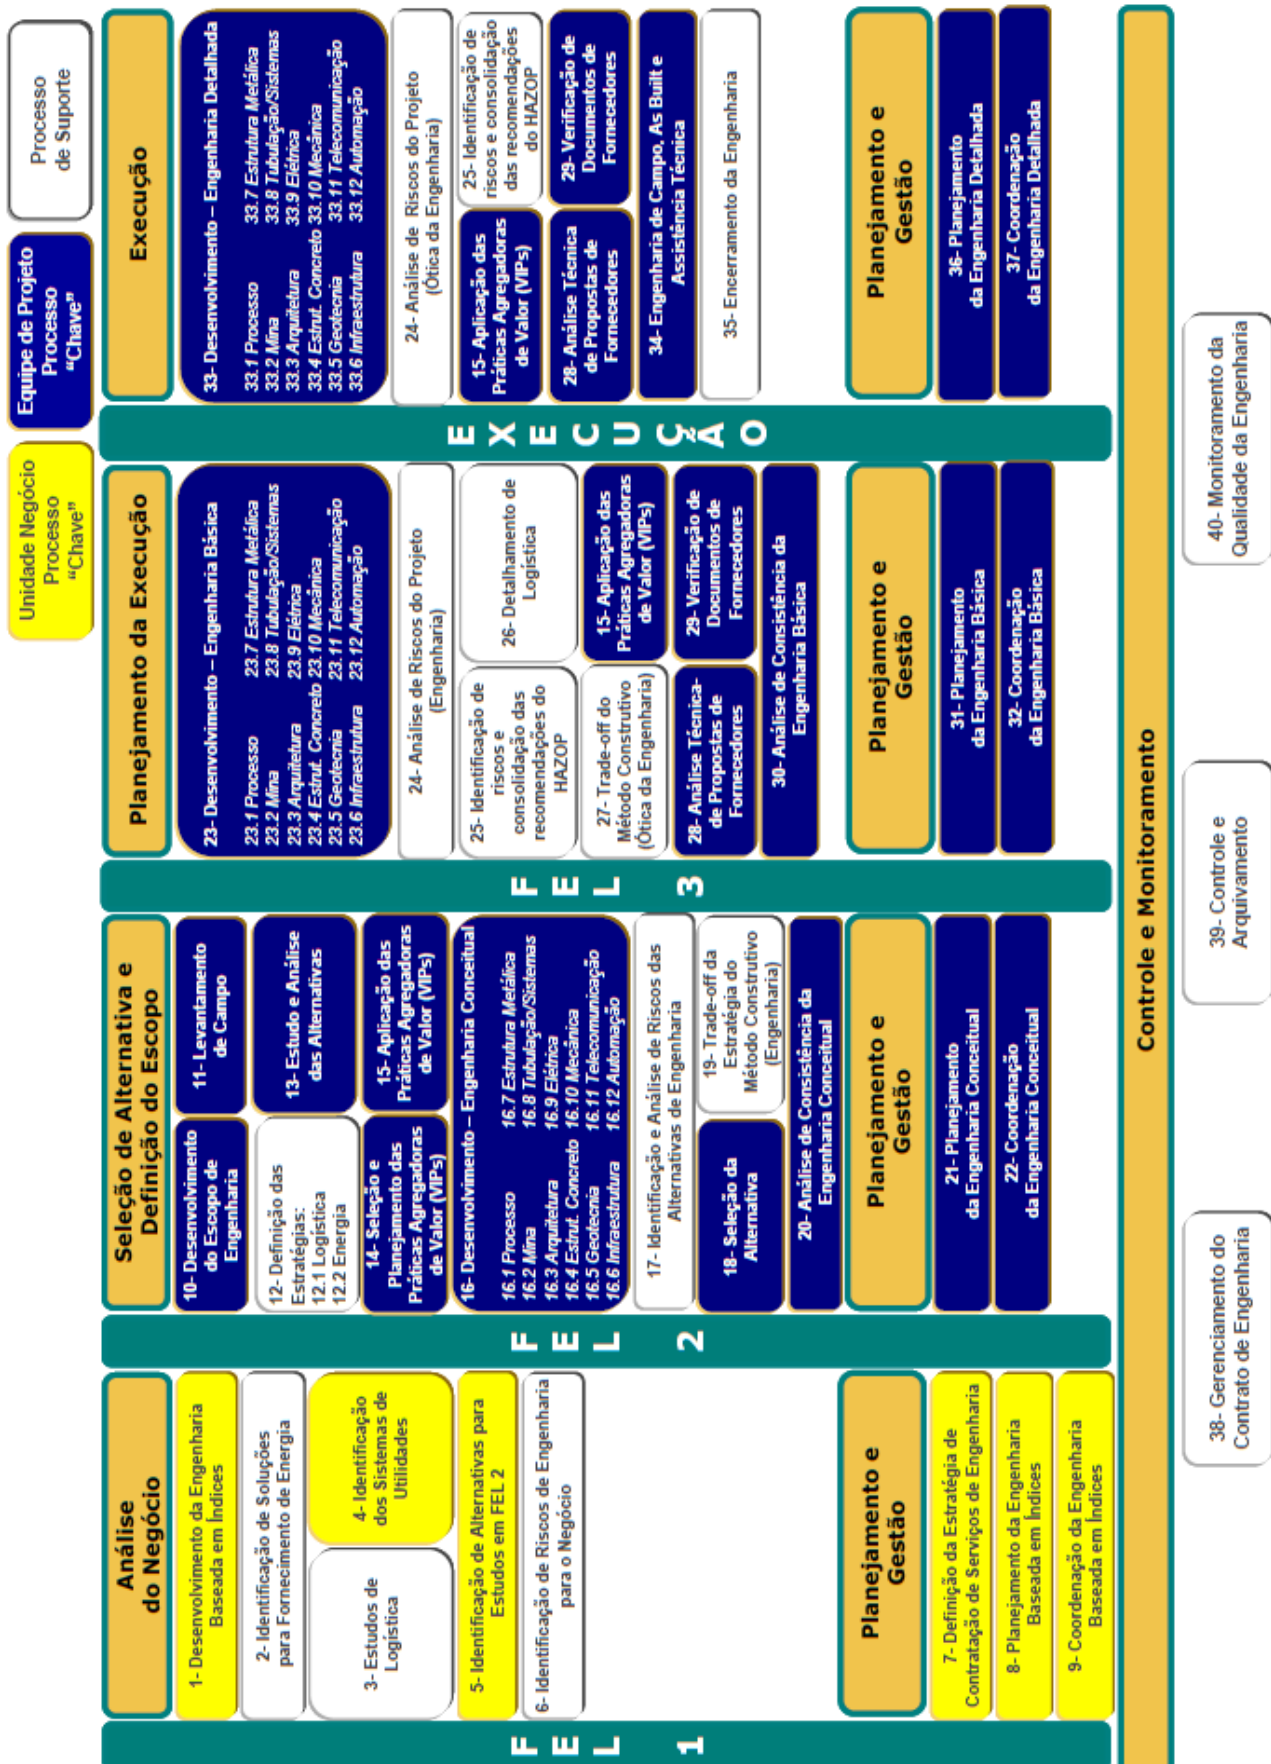 Unidade Negócio
Processo
“Chave”
Equipe de Projeto
Processo
“Chave”
Processo
de Suporte
F
E
L
1
Análise
do Negócio
1- Desenvolvimento da Engenharia
Baseada em Índices
2- Identificação de Soluções
para Fornecimento de Energia
3- Estudos de
Logística
4- Identificação
dos Sistemas de
Utilidades
5- Identificação de Alternativas para
Estudos em FEL 2
6- Identificação de Riscos de Engenharia
para o Negócio
Planejamento e
Gestão
7- Definição da Estratégia de
Contratação de Serviços de Engenharia
8- Planejamento da Engenharia
Baseada em Índices
9- Coordenação da Engenharia
Baseada em Índices
F
E
L
2
Seleção de Alternativa e
Definição do Escopo
10- Desenvolvimento
do Escopo de
Engenharia
11- Levantamento
de Campo
12- Definição das
Estratégias:
12.1 Logística
12.2 Energia
13- Estudo e Análise
das Alternativas
14- Seleção e
Planejamento das
Práticas Agregadoras
de Valor (VIPs)
15- Aplicação das
Práticas Agregadoras
de Valor (VIPs)
16- Desenvolvimento – Engenharia Conceitual
16.1 Processo
16.2 Mina
16.3 Arquitetura
16.4 Estrut. Concreto
16.5 Geotecnia
16.6 Infraestrutura
16.7 Estrutura Metálica
16.8 Tubulação/Sistemas
16.9 Elétrica
16.10 Mecânica
16.11 Telecomunicação
16.12 Automação
17- Identificação e Análise de Riscos das
Alternativas de Engenharia
18- Seleção da
Alternativa
19- Trade-off da
Estratégia do
Método Construtivo
(Engenharia)
20- Análise de Consistência da
Engenharia Conceitual
Planejamento e
Gestão
21- Planejamento
da Engenharia Conceitual
22- Coordenação
da Engenharia Conceitual
F
E
L
3
Planejamento da Execução
23- Desenvolvimento – Engenharia Básica
23.1 Processo
23.2 Mina
23.3 Arquitetura
23.4 Estrut. Concreto
23.5 Geotecnia
23.6 Infraestrutura
23.7 Estrutura Metálica
23.8 Tubulação/Sistemas
23.9 Elétrica
23.10 Mecânica
23.11 Telecomunicação
23.12 Automação
24- Análise de Riscos do Projeto
(Engenharia)
25- Identificação de
riscos e
consolidação das
recomendações do
HAZOP
26- Detalhamento de
Logística
27- Trade-off do
Método Construtivo
(Ótica da Engenharia)
15- Aplicação das
Práticas Agregadoras
de Valor (VIPs)
28- Análise Técnica-
de Propostas de
Fornecedores
29- Verificação de
Documentos de
Fornecedores
30- Análise de Consistência da
Engenharia Básica
Planejamento e
Gestão
31- Planejamento
da Engenharia Básica
32- Coordenação
da Engenharia Básica
E
X
E
C
U
Ç
Ã
O
Execução
33- Desenvolvimento – Engenharia Detalhada
33.1 Processo
33.2 Mina
33.3 Arquitetura
33.4 Estrut. Concreto
33.5 Geotecnia
33.6 Infraestrutura
33.7 Estrutura Metálica
33.8 Tubulação/Sistemas
33.9 Elétrica
33.10 Mecânica
33.11 Telecomunicação
33.12 Automação
24- Análise de Riscos do Projeto
(Ótica da Engenharia)
15- Aplicação das
Práticas Agregadoras
de Valor (VIPs)
25- Identificação de
riscos e consolidação
das recomendações
do HAZOP
28- Análise Técnica
de Propostas de
Fornecedores
29- Verificação de
Documentos de
Fornecedores
34- Engenharia de Campo, As Built e
Assistência Técnica
35- Encerramento da Engenharia
Planejamento e
Gestão
36- Planejamento
da Engenharia Detalhada
37- Coordenação
da Engenharia Detalhada
Controle e Monitoramento
38- Gerenciamento do
Contrato de Engenharia
39- Controle e
Arquivamento
40- Monitoramento da
Qualidade da Engenharia